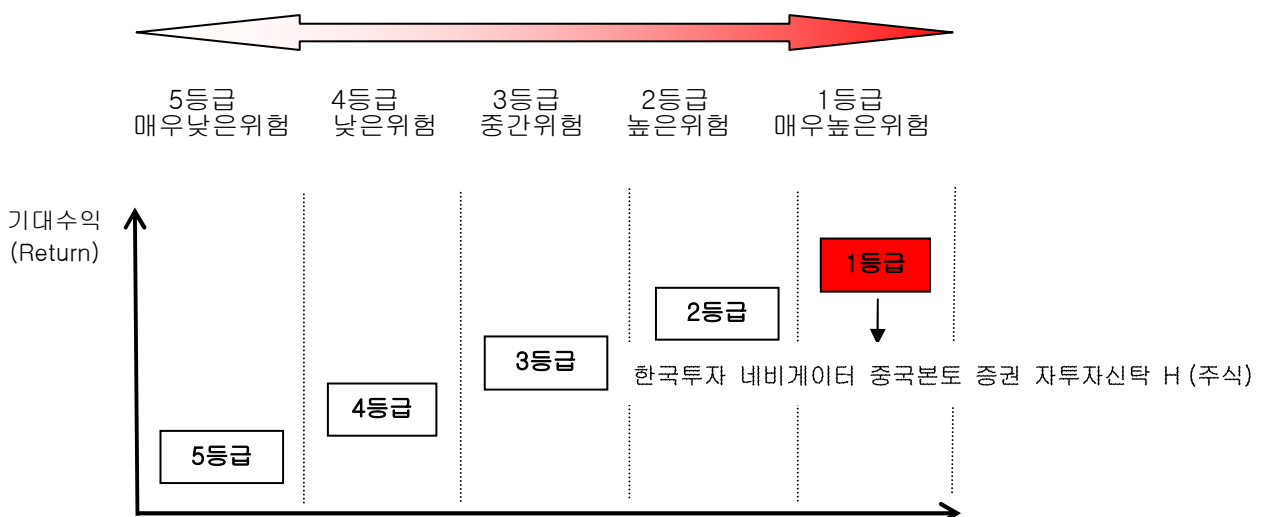 5등급 4등급 3등급 2등급 1등급
매우낮은위험 낮은위험 중간위험 높은위험 매우높은위험
기대수익
(Return)
1등급
2등급
3등급
한국투자 네비게이터 중국본토 증권 자투자신탁 H (주식)
4등급
5등급